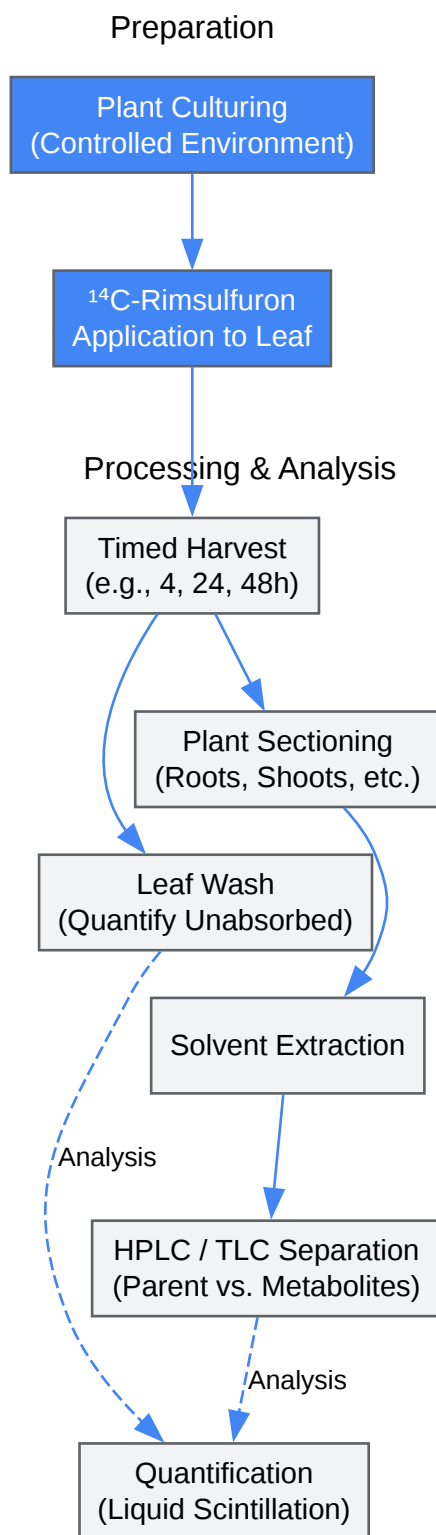 Preparation
Plant Culturing
(Controlled Environment)
¹⁴C-Rimsulfuron
Application to Leaf
Processing & Analysis
Timed Harvest
(e.g., 4, 24, 48h)
Plant Sectioning
(Roots, Shoots, etc.)
Leaf Wash
(Quantify Unabsorbed)
Solvent Extraction
Analysis
HPLC / TLC Separation
(Parent vs. Metabolites)
Analysis
Quantification
(Liquid Scintillation)